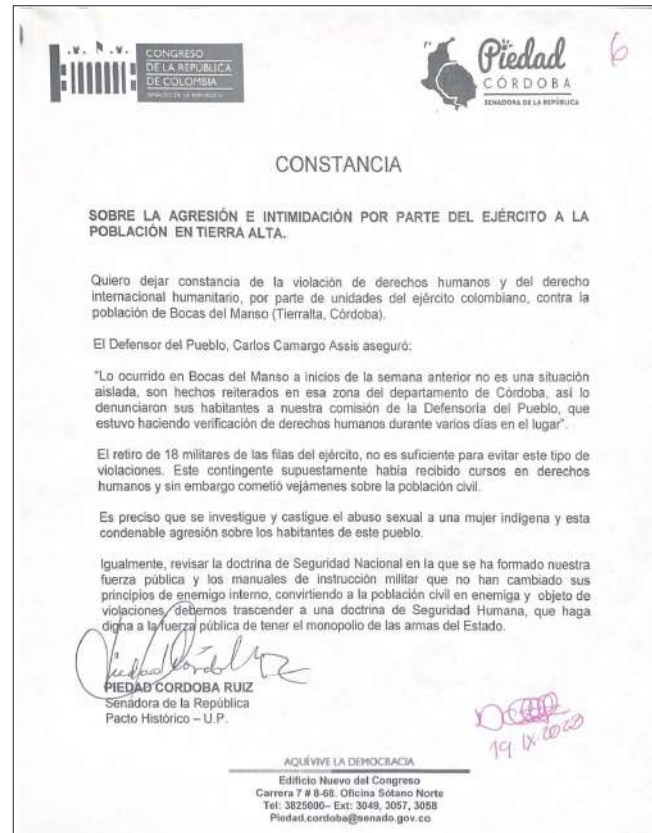 CONGRESO
DE LA REPÚBLICA
DE COLOMBIA
SENADO DE LA REPÚBLICA
Piedad
CÓRDOBA
SENADORA DE LA REPÚBLICA
6
CONSTANCIA
SOBRE LA AGRESIÓN E INTIMIDACIÓN POR PARTE DEL EJÉRCITO A LA
POBLACIÓN EN TIERRA ALTA.
Quiero dejar constancia de la violación de derechos humanos y del derecho
internacional humanitario, por parte de unidades del ejército colombiano, contra la
población de Bocas del Manso (Tierralta, Córdoba).
El Defensor del Pueblo, Carlos Camargo Assis aseguró:
"Lo ocurrido en Bocas del Manso a inicios de la semana anterior no es una situación
aislada, son hechos reiterados en esa zona del departamento de Córdoba, así lo
denunciaron sus habitantes a nuestra comisión de la Defensoría del Pueblo, que
estuvo haciendo verificación de derechos humanos durante varios días en el lugar".
El retiro de 18 militares de las filas del ejército, no es suficiente para evitar este tipo de
violaciones. Este contingente supuestamente había recibido cursos en derechos
humanos y sin embargo cometió vejámenes sobre la población civil.
Es preciso que se investigue y castigue el abuso sexual a una mujer indígena y esta
condenable agresión sobre los habitantes de este pueblo.
Igualmente, revisar la doctrina de Seguridad Nacional en la que se ha formado nuestra
fuerza pública y los manuales de instrucción militar que no han cambiado sus
principios de enemigo interno, convirtiendo a la población civil en enemiga y objeto de
violaciones, debemos trascender a una doctrina de Seguridad Humana, que haga
digna a la fuerza pública de tener el monopolio de las armas del Estado.
PIEDAD CORDOBA RUIZ
Senadora de la República
Pacto Histórico – U.P.
19 IX 2023
AQUÍ VIVE LA DEMOCRACIA
Edificio Nuevo del Congreso
Carrera 7 # 8-68. Oficina Sótano Norte
Tel: 3825000– Ext: 3049, 3057, 3058
Piedad.cordoba@senado.gov.co